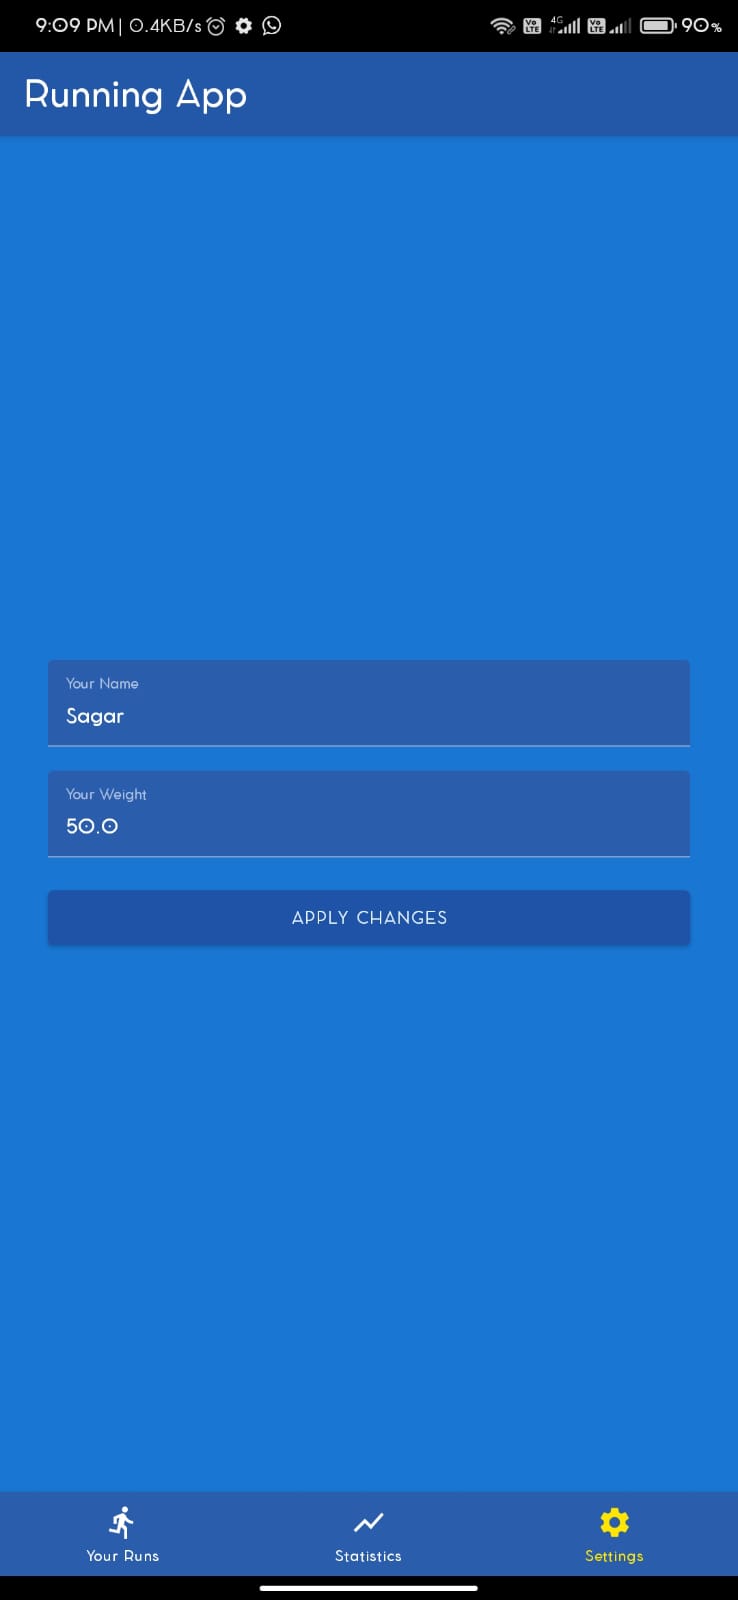 9:09 PM | 0.4KB/s
Vo LTE 4G Vo LTE 90%
Running App
Your Name
Sagar
Your Weight
50.0
APPLY CHANGES
Your Runs Statistics Settings